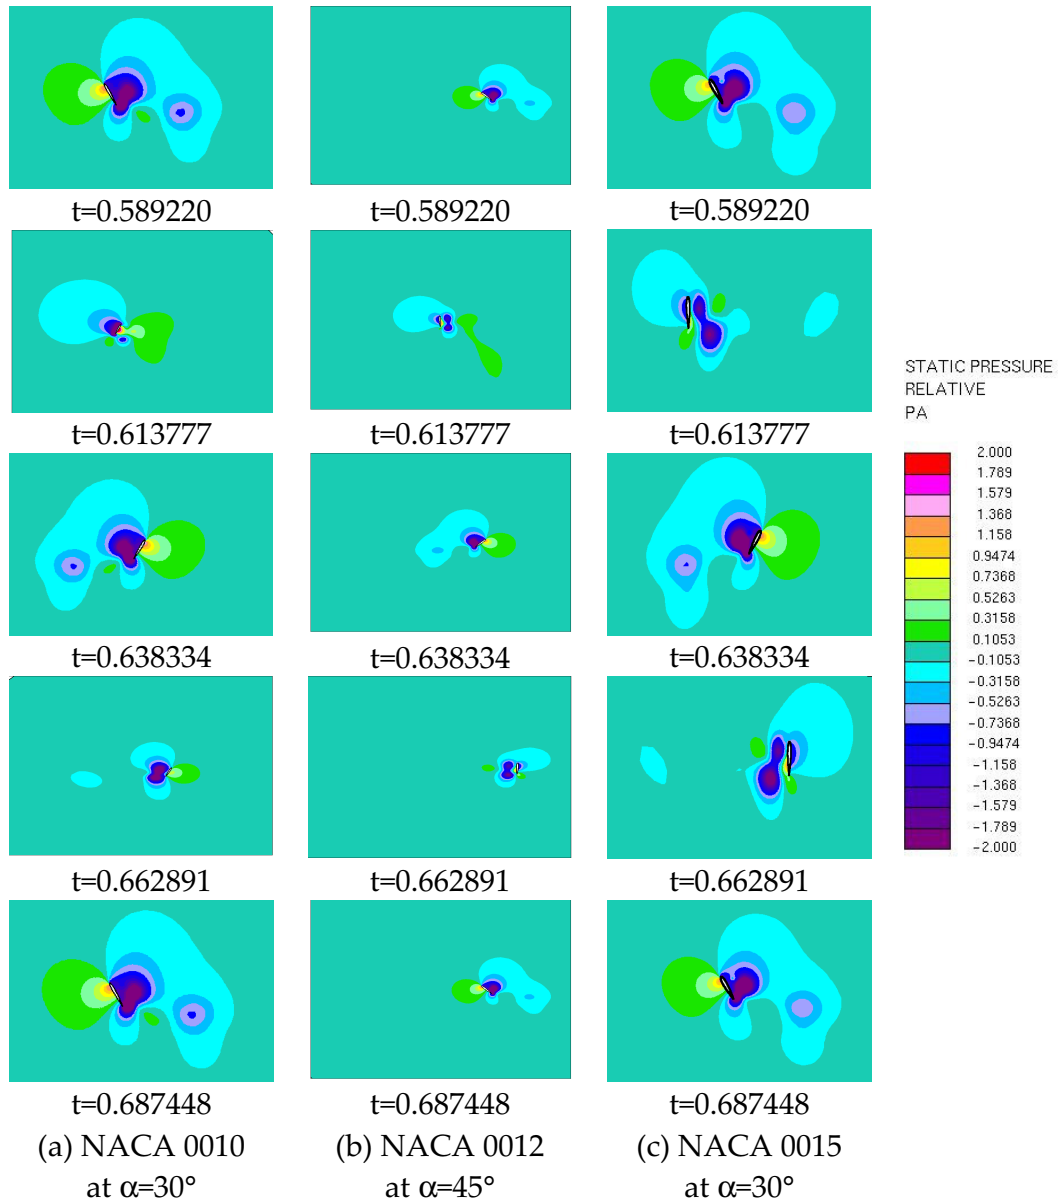 t=0.589220
t=0.589220
t=0.589220
t=0.613777
t=0.613777
t=0.613777
t=0.638334
t=0.638334
t=0.638334
t=0.662891
t=0.662891
t=0.662891
t=0.687448
t=0.687448
t=0.687448
(a) NACA 0010
at α=30°
(b) NACA 0012
at α=45°
(c) NACA 0015
at α=30°
STATIC PRESSURE
RELATIVE
PA
2.000
1.789
1.579
1.368
1.158
0.9474
0.7368
0.5263
0.3158
0.1053
-0.1053
-0.3158
-0.5263
-0.7368
-0.9474
-1.158
-1.368
-1.579
-1.789
-2.000